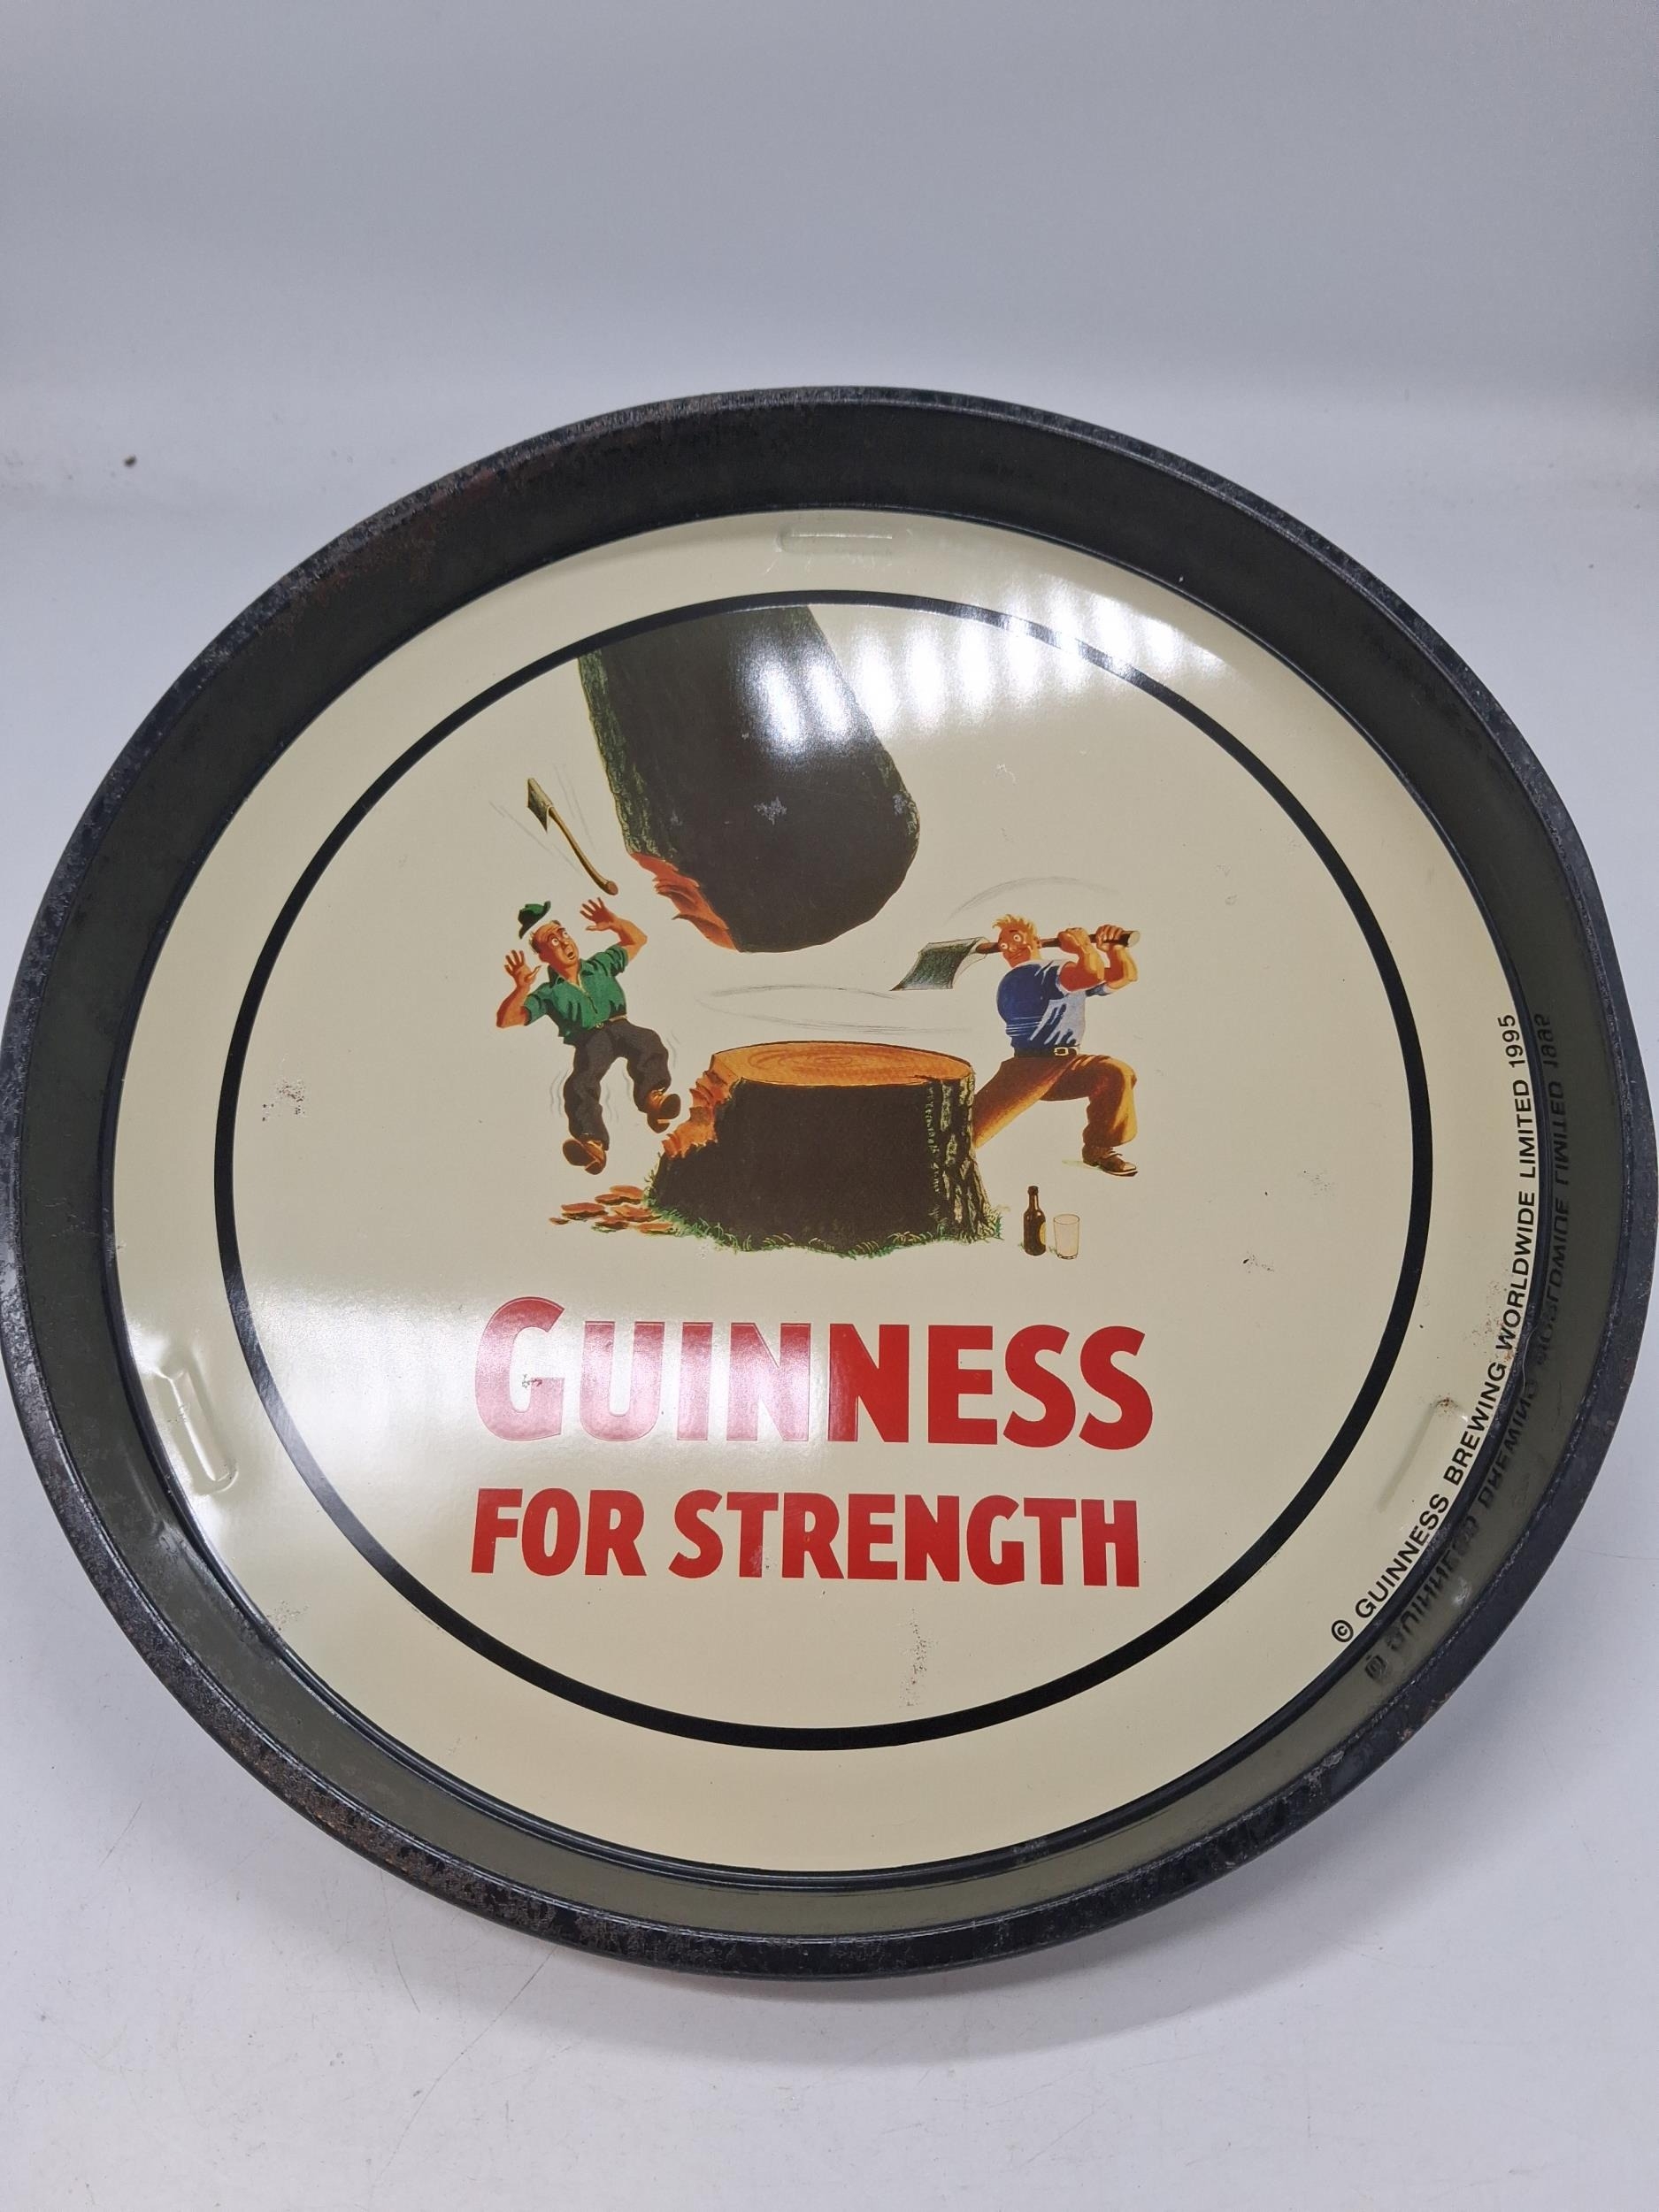 GUINNESS
FOR STRENGTH
© GUINNESS BREWING WORLDWIDE LIMITED 1995